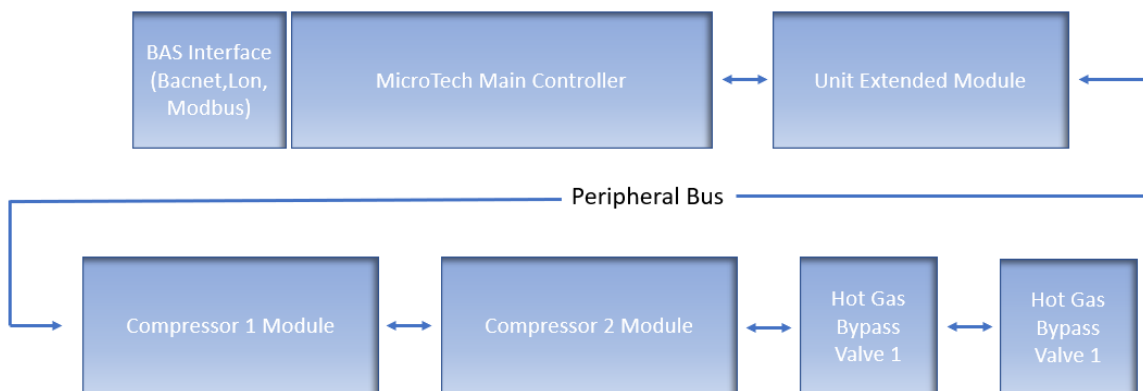 BAS Interface
(Bacnet,Lon,
Modbus)
MicroTech Main Controller
Unit Extended Module
Peripheral Bus
Compressor 1 Module
Compressor 2 Module
Hot Gas
Bypass
Valve 1
Hot Gas
Bypass
Valve 1